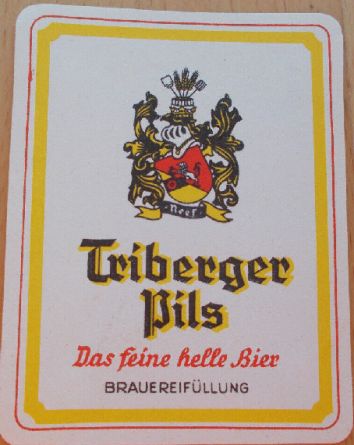 Neef
Triberger
Pils
Das feine helle Bier
BRAUEREIFÜLLUNG